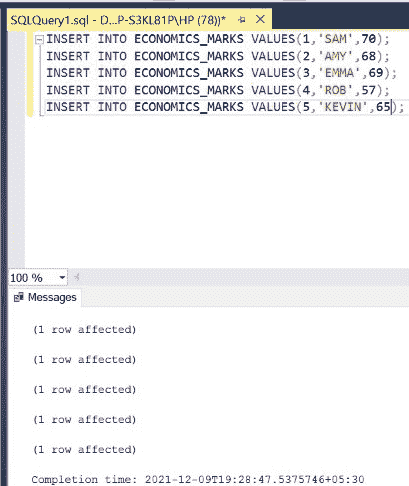 SQLQuery1.sql - D...P-S3KL81P\HP (78))*
INSERT INTO ECONOMICS_MARKS VALUES(1,'SAM',70);
INSERT INTO ECONOMICS_MARKS VALUES(2,'AMY',68);
INSERT INTO ECONOMICS_MARKS VALUES(3,'EMMA',69);
INSERT INTO ECONOMICS_MARKS VALUES(4,'ROB',57);
INSERT INTO ECONOMICS_MARKS VALUES(5,'KEVIN',65);
100 %
Messages
(1 row affected)
(1 row affected)
(1 row affected)
(1 row affected)
(1 row affected)
Completion time: 2021-12-09T19:28:47.5375746+05:30